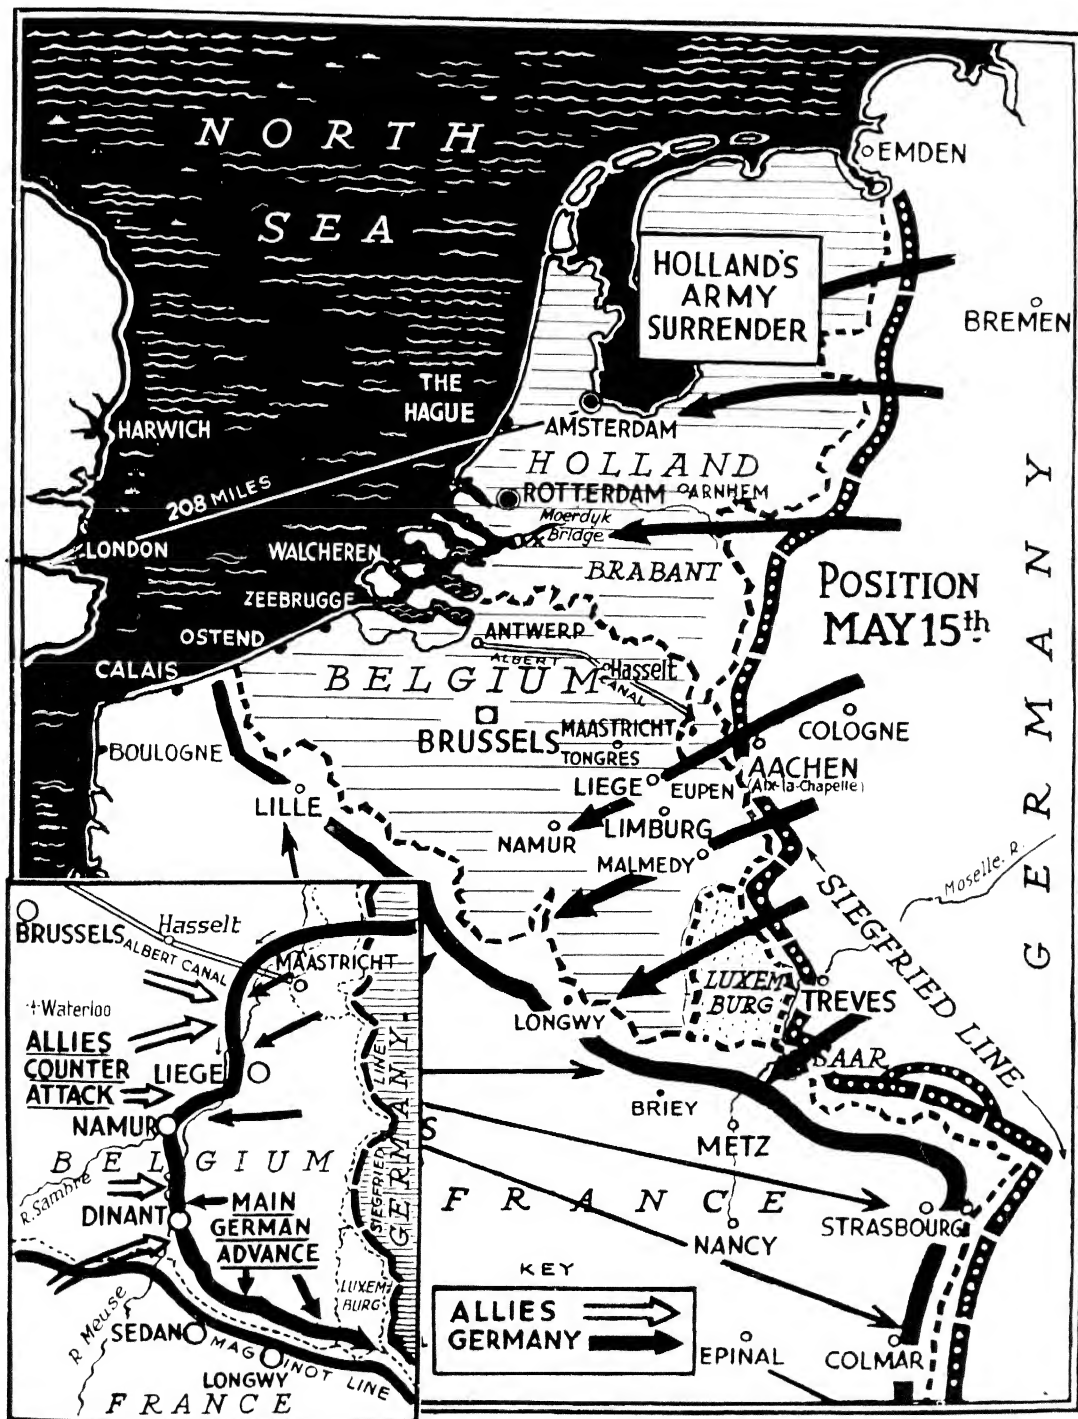 NORTH
SEA
EMDEN
HOLLAND'S
ARMY
SURRENDER
BREMEN
THE
HAGUE
HARWICH
AMSTERDAM
HOLLAND
208 MILES
ROTTERDAM
ARNHEM
Moerdyk
Bridge
LONDON
WALCHEREN
BRABANT
POSITION
MAY 15th
GERMANY
ZEEBRUGGE
OSTEND
ANTWERP
ALBERT
CANAL
Hasselt
CALAIS
BELGIUM
BRUSSELS
MAASTRICHT
TONGRES
COLOGNE
BOULOGNE
AACHEN
(Aix-la-Chapelle)
LIEGE
EUPEN
LILLE
LIMBURG
NAMUR
MALMEDY
Moselle. R.
SIEGFRIED LINE
LUXEM
BURG
TREVES
LONGWY
SAAR
BRIEY
METZ
S
FRANCE
STRASBOURG
NANCY
KEY
ALLIES
GERMANY
EPINAL
COLMAR
BRUSSELS
Hasselt
ALBERT CANAL
MAASTRICHT
Waterloo
ALLIES
COUNTER
ATTACK
LIEGE
NAMUR
BELGIUM
SIEGFRIED LINE
GERMANY
R. Sambre
DINANT
MAIN
GERMAN
ADVANCE
LUXEM-
BURG
R Meuse
SEDAN
MAGINOT LINE
LONGWY
FRANCE